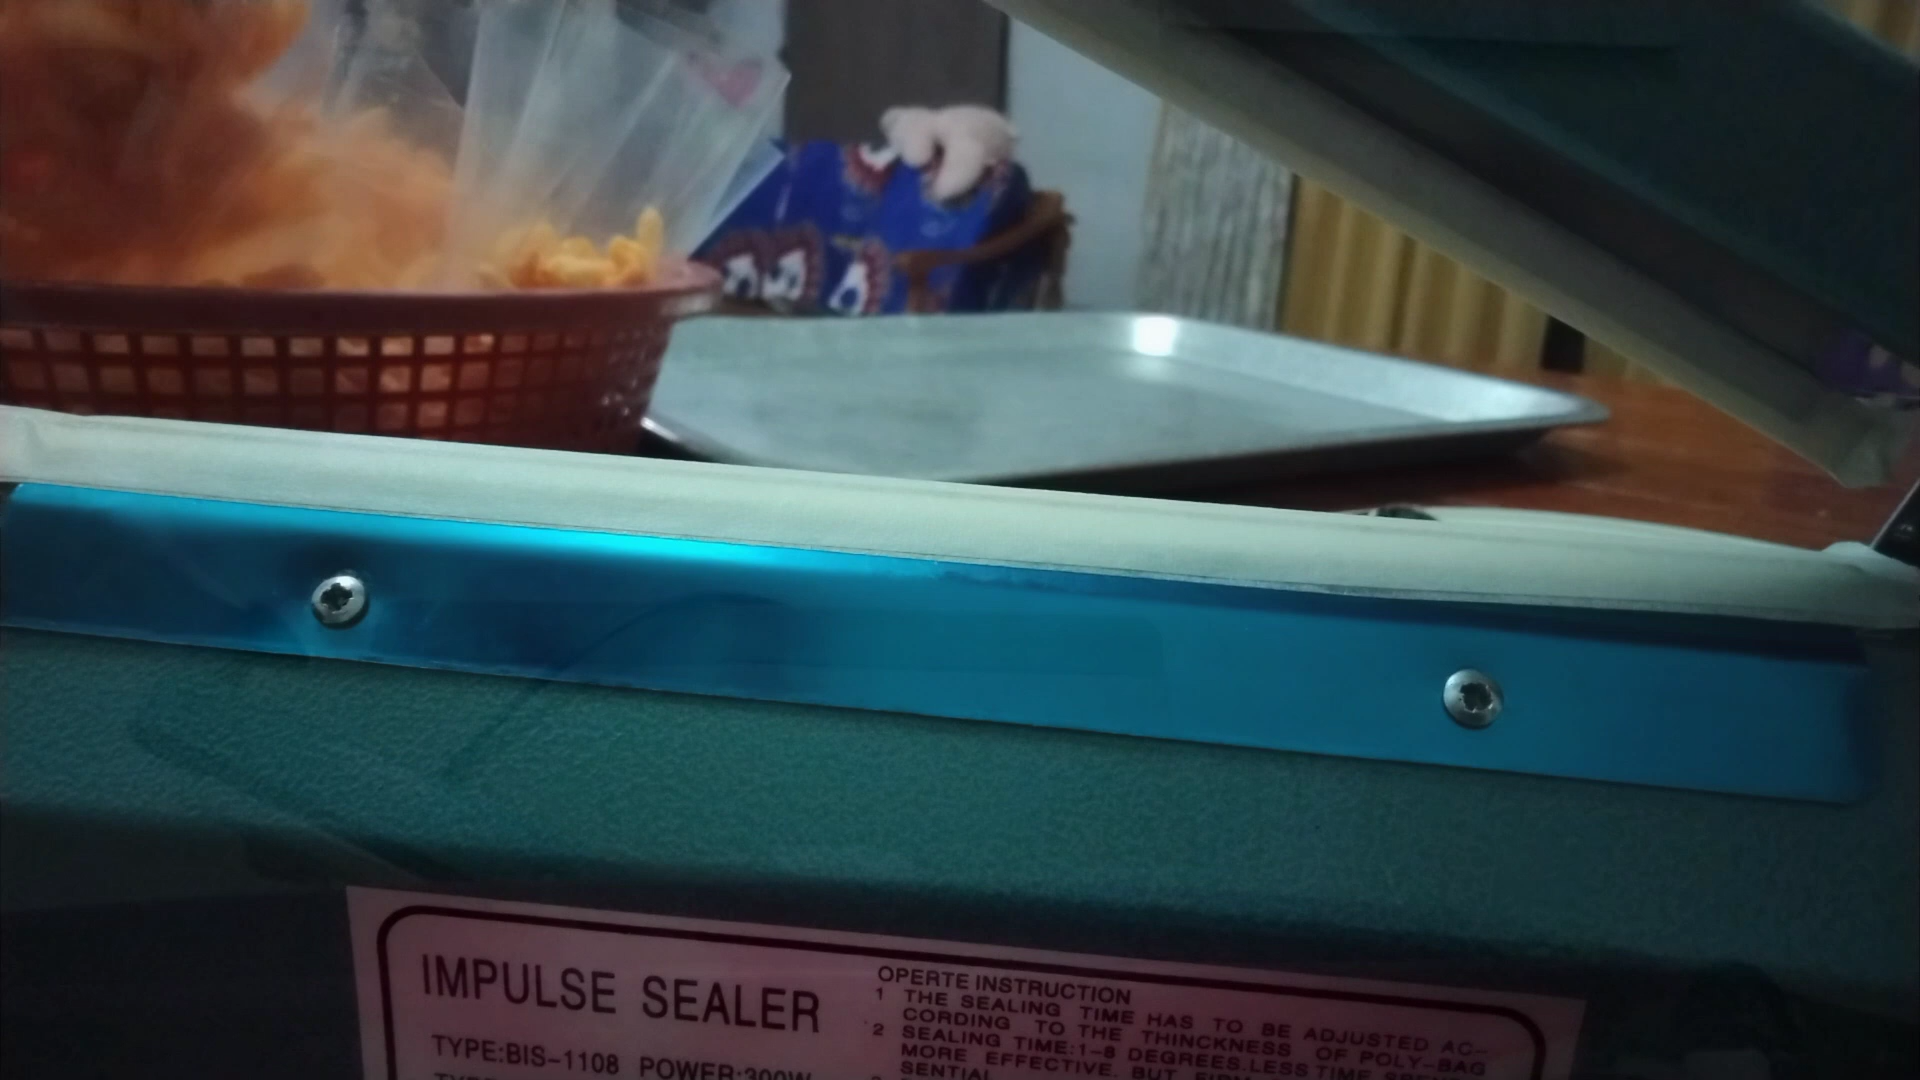 IMPULSE SEALER
TYPE:BIS-1108 POWER:300W
OPERTE INSTRUCTION
1 THE SEALING TIME HAS TO BE ADJUSTED AC-
CORDING TO THE THINCKNESS OF POLY-BAG
2 SEALING TIME:1-8 DEGREES.LESS TIME
MORE EFFECTIVE. BUT
SENTIAL